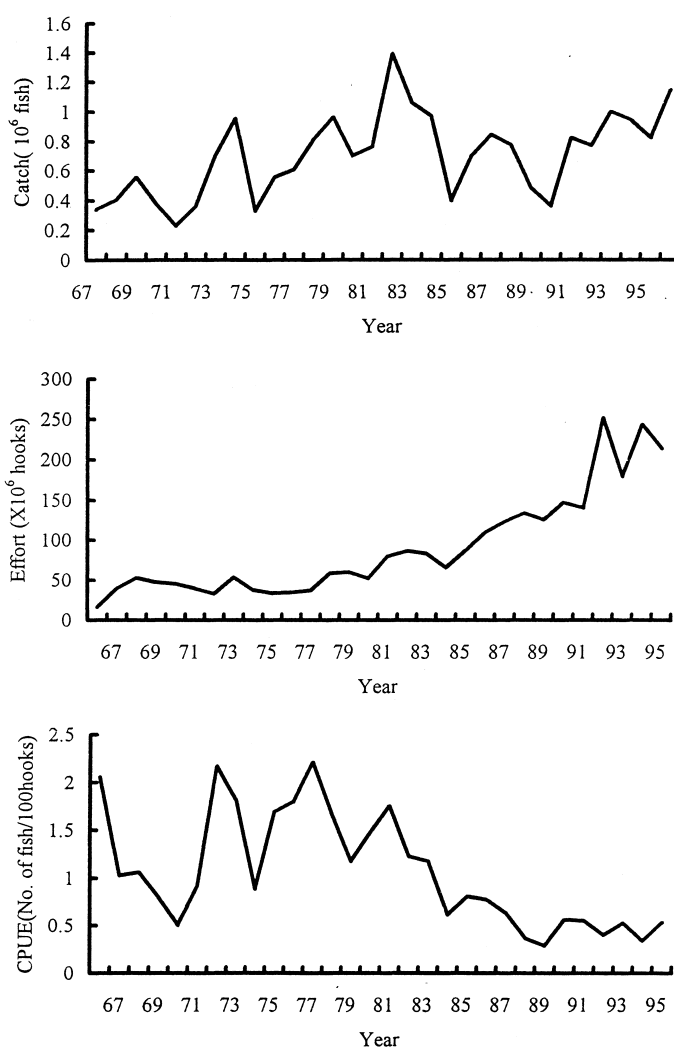 1.6
1.4
1.2
1
0.8
0.6
0.4
0.2
0
Catch( 10⁶ fish)
67 69 71 73 75 77 79 81 83 85 87 89 91 93 95
Year
300
250
200
150
100
50
0
Effort (X10⁶ hooks)
67 69 71 73 75 77 79 81 83 85 87 89 91 93 95
Year
2.5
2
1.5
1
0.5
0
CPUE(No. of fish/100hooks)
67 69 71 73 75 77 79 81 83 85 87 89 91 93 95
Year